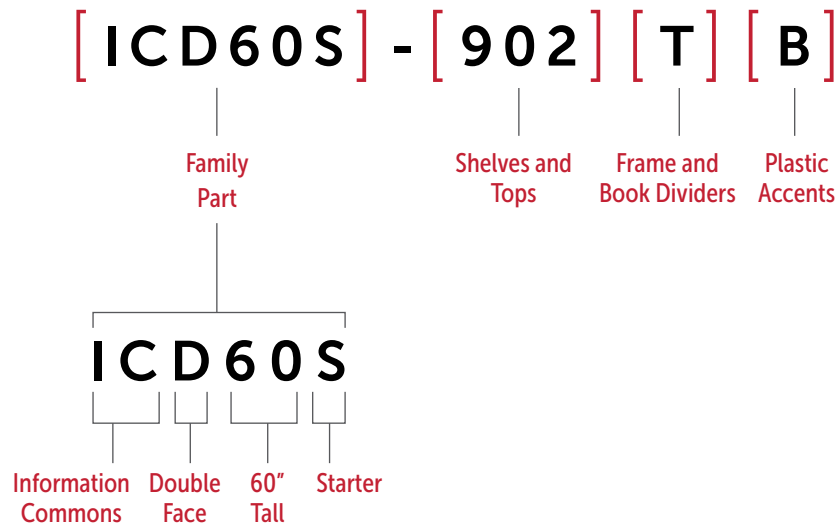 [ICD60S] - [902] [T] [B]
Family
Part
Shelves and
Tops
Frame and
Book Dividers
Plastic
Accents
ICD60S
Information
Commons
Double
Face
60”
Tall
Starter